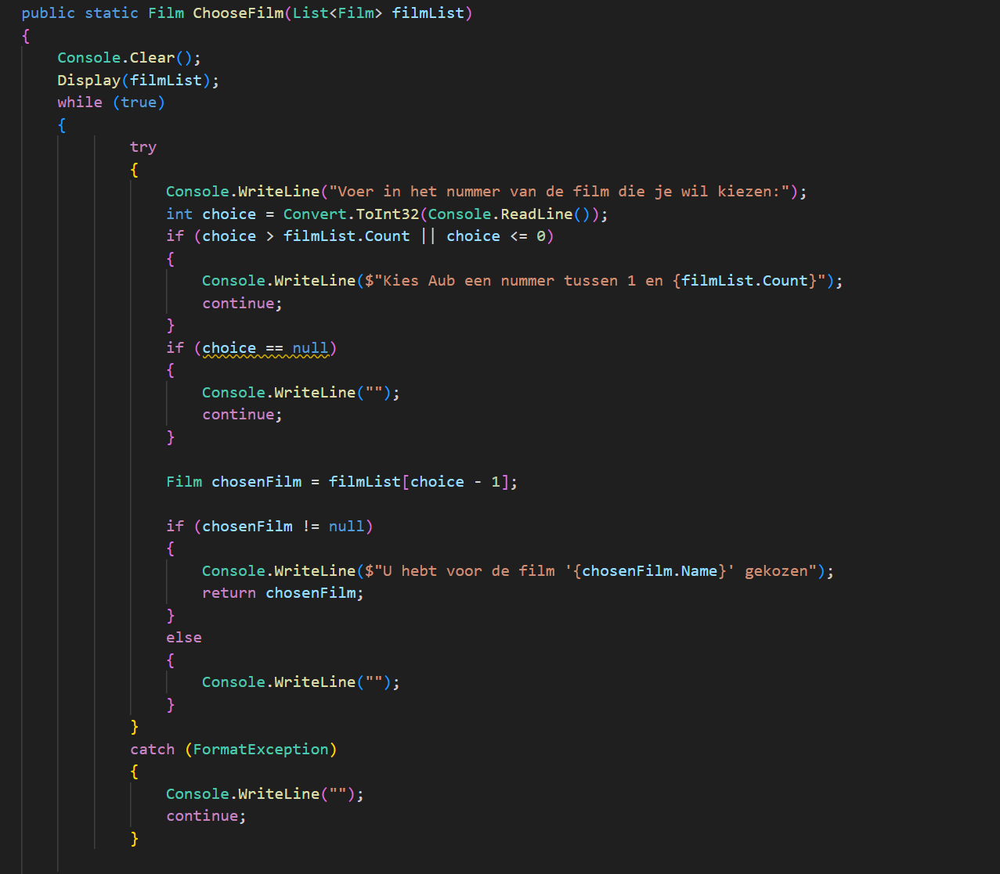 public static Film ChooseFilm(List<Film> filmList)
{
Console.Clear();
Display(filmList);
while (true)
{
try
{
Console.WriteLine("Voer in het nummer van de film die je wil kiezen:");
int choice = Convert.ToInt32(Console.ReadLine());
if (choice > filmList.Count || choice <= 0)
{
Console.WriteLine($"Kies Aub een nummer tussen 1 en {filmList.Count}");
continue;
}
if (choice == null)
{
Console.WriteLine("");
continue;
}
Film chosenFilm = filmList[choice - 1];
if (chosenFilm != null)
{
Console.WriteLine($"U hebt voor de film '{chosenFilm.Name}' gekozen");
return chosenFilm;
}
else
{
Console.WriteLine("");
}
}
catch (FormatException)
{
Console.WriteLine("");
continue;
}